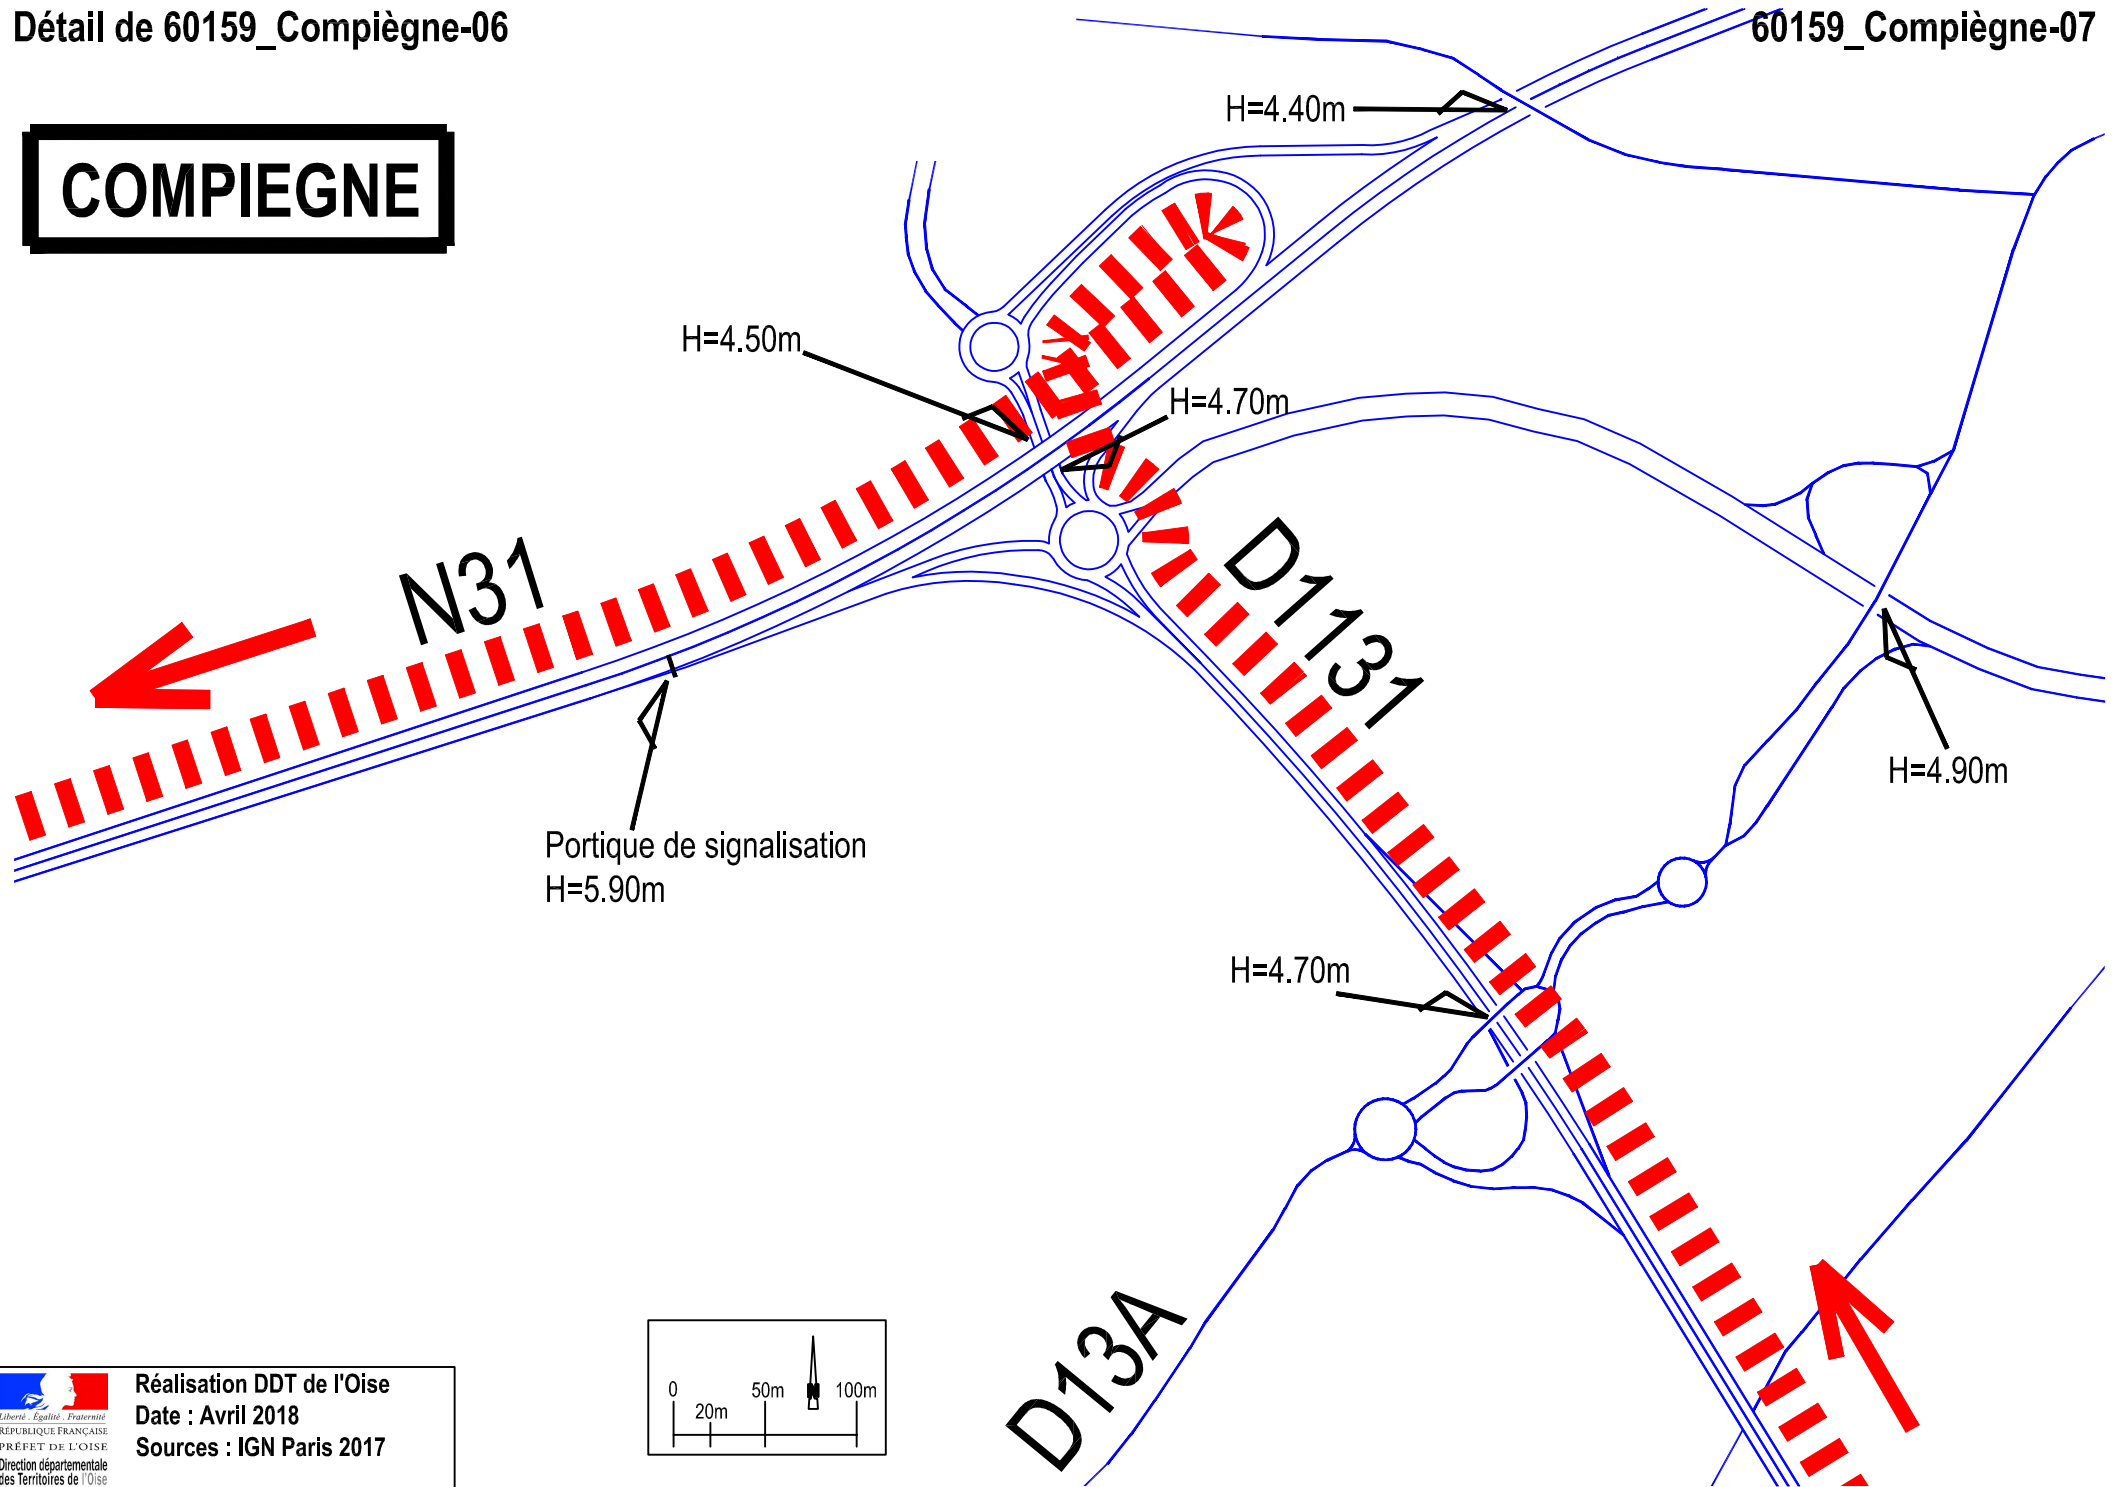 Détail de 60159_Compiègne-06
60159_Compiègne-07
COMPIEGNE
H=4.40m
H=4.50m
H=4.70m
N31
D1131
H=4.90m
Portique de signalisation
H=5.90m
H=4.70m
D13A
0
20m
50m
100m
N
Liberté . Égalité . Fraternité
RÉPUBLIQUE FRANÇAISE
PRÉFET DE L'OISE
Direction départementale
des Territoires de l'Oise
Réalisation DDT de l'Oise
Date : Avril 2018
Sources : IGN Paris 2017